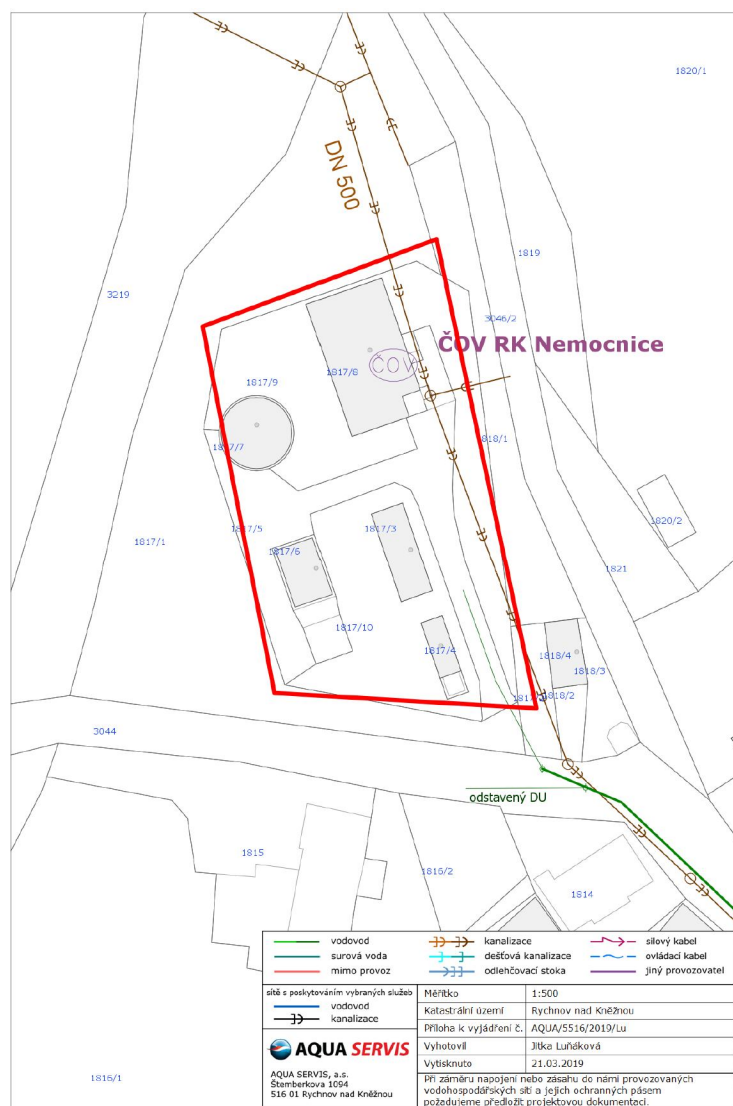 1820/1
DN 500
1819
3219
3046/2
ČOV RK Nemocnice
ČOV
1817/8
1817/9
1817/7
818/1
1817/5
1817/3
1817/6
1820/2
1817/1
1821
1817/10
1817/4
1818/4
1818/3
1818/2
3044
odstavený DU
1815
1816/2
1814
1816/1
vodovod
surová voda
mimo provoz
kanalizace
dešťová kanalizace
odlehčovací stoka
silový kabel
ovládací kabel
jiný provozovatel
sítě s poskytováním vybraných služeb
vodovod
kanalizace
AQUA SERVIS
AQUA SERVIS, a.s.
Štemberkova 1094
516 01 Rychnov nad Kněžnou
Měřítko 1:500
Katastrální území Rychnov nad Kněžnou
Příloha k vyjádření č. AQUA/5516/2019/Lu
Vyhotovil Jitka Luňáková
Vytisknuto 21.03.2019
Při záměru napojení nebo zásahu do námi provozovaných
vodohospodářských sítí a jejich ochranných pásem
požadujeme předložit projektovou dokumentaci.